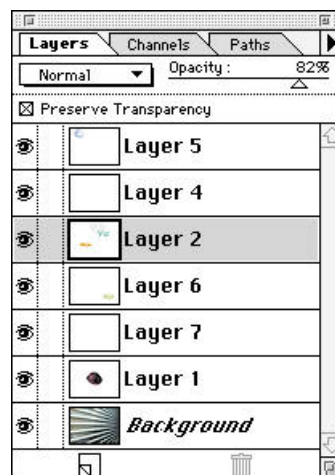 Layers Channels Paths
Normal Opacity: 82%
Preserve Transparency
Layer 5
Layer 4
Layer 2
Layer 6
Layer 7
Layer 1
Background